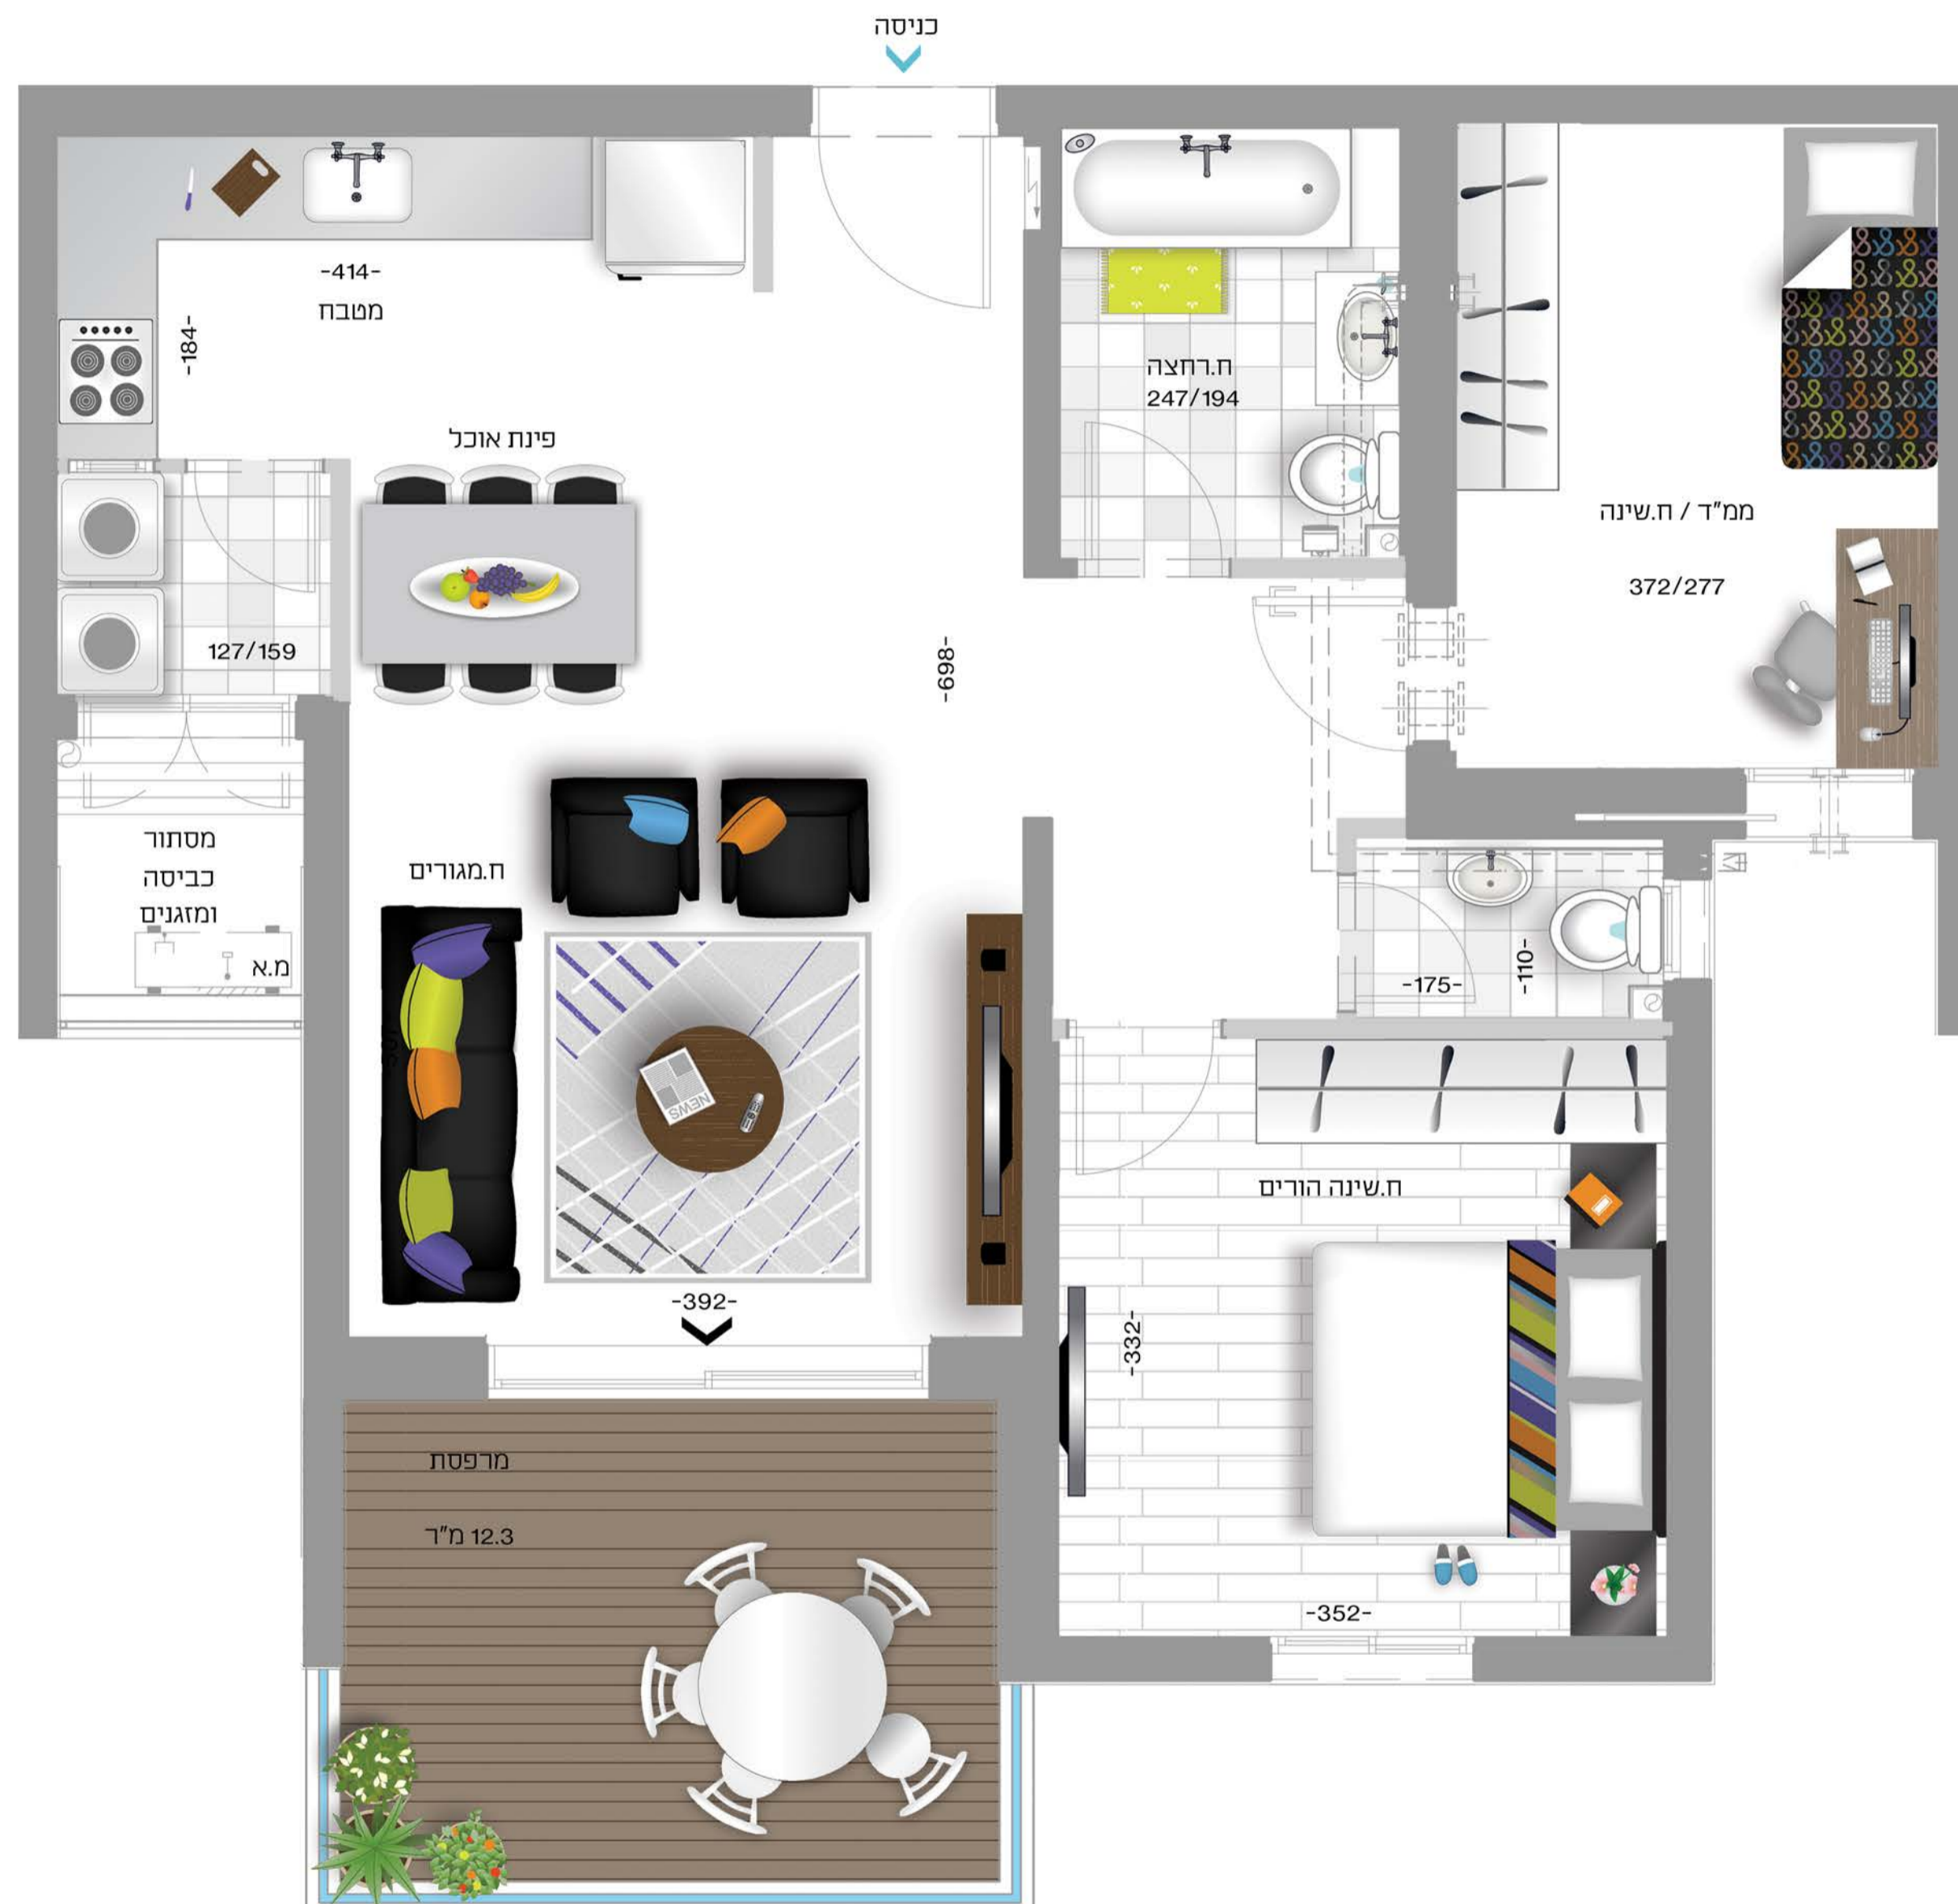 כניסה
-414-
מטבח
-184-
ח.רחצה
247/194
פינת אוכל
ממ"ד / ח.שינה
372/277
127/159
-698-
מסתור
כביסה
ומזגנים
מ.א
ח.מגורים
-175-
-110-
NEWS
ח.שינה הורים
-392-
-332-
-352-
מרפסת
12.3 מ"ר